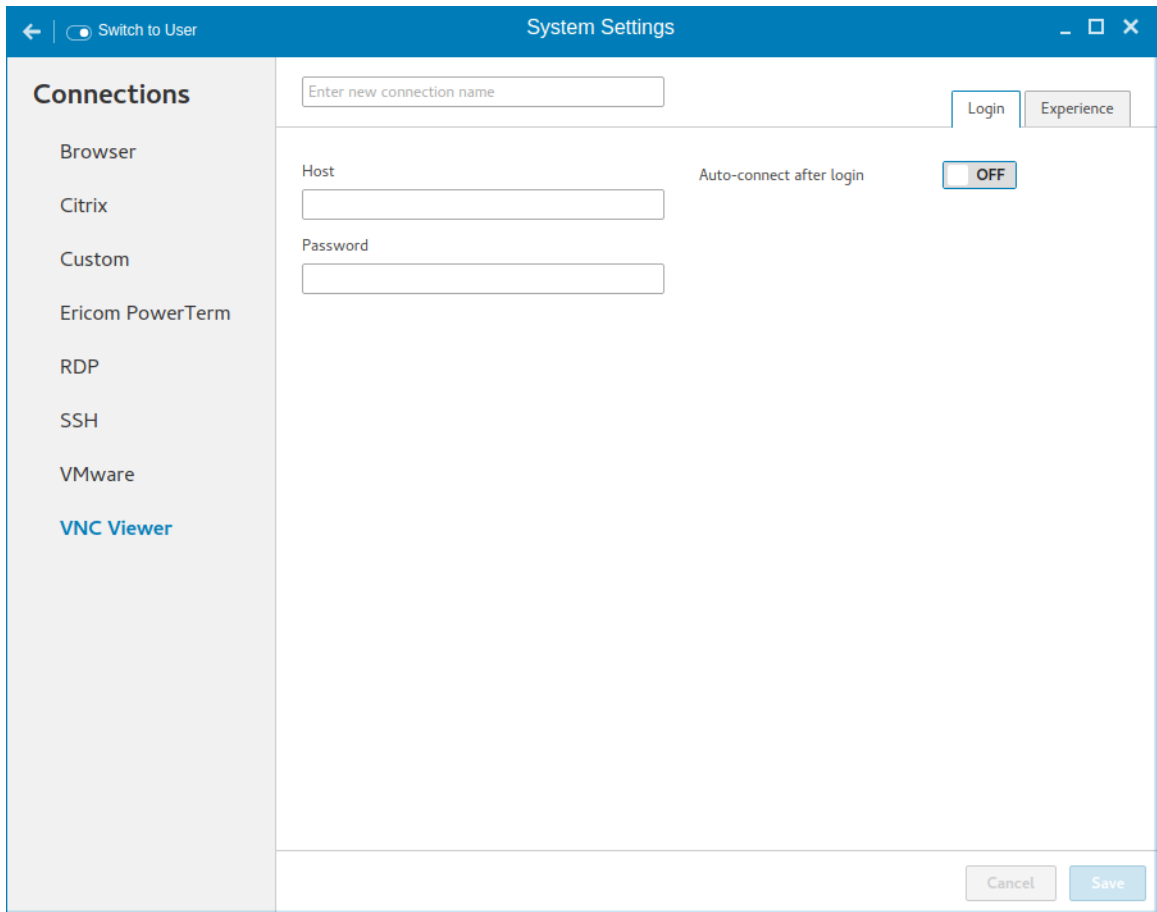 Switch to User
System Settings
Connections
Browser
Citrix
Custom
Ericom PowerTerm
RDP
SSH
VMware
VNC Viewer
Enter new connection name
Login
Experience
Host
Auto-connect after login
OFF
Password
Cancel
Save